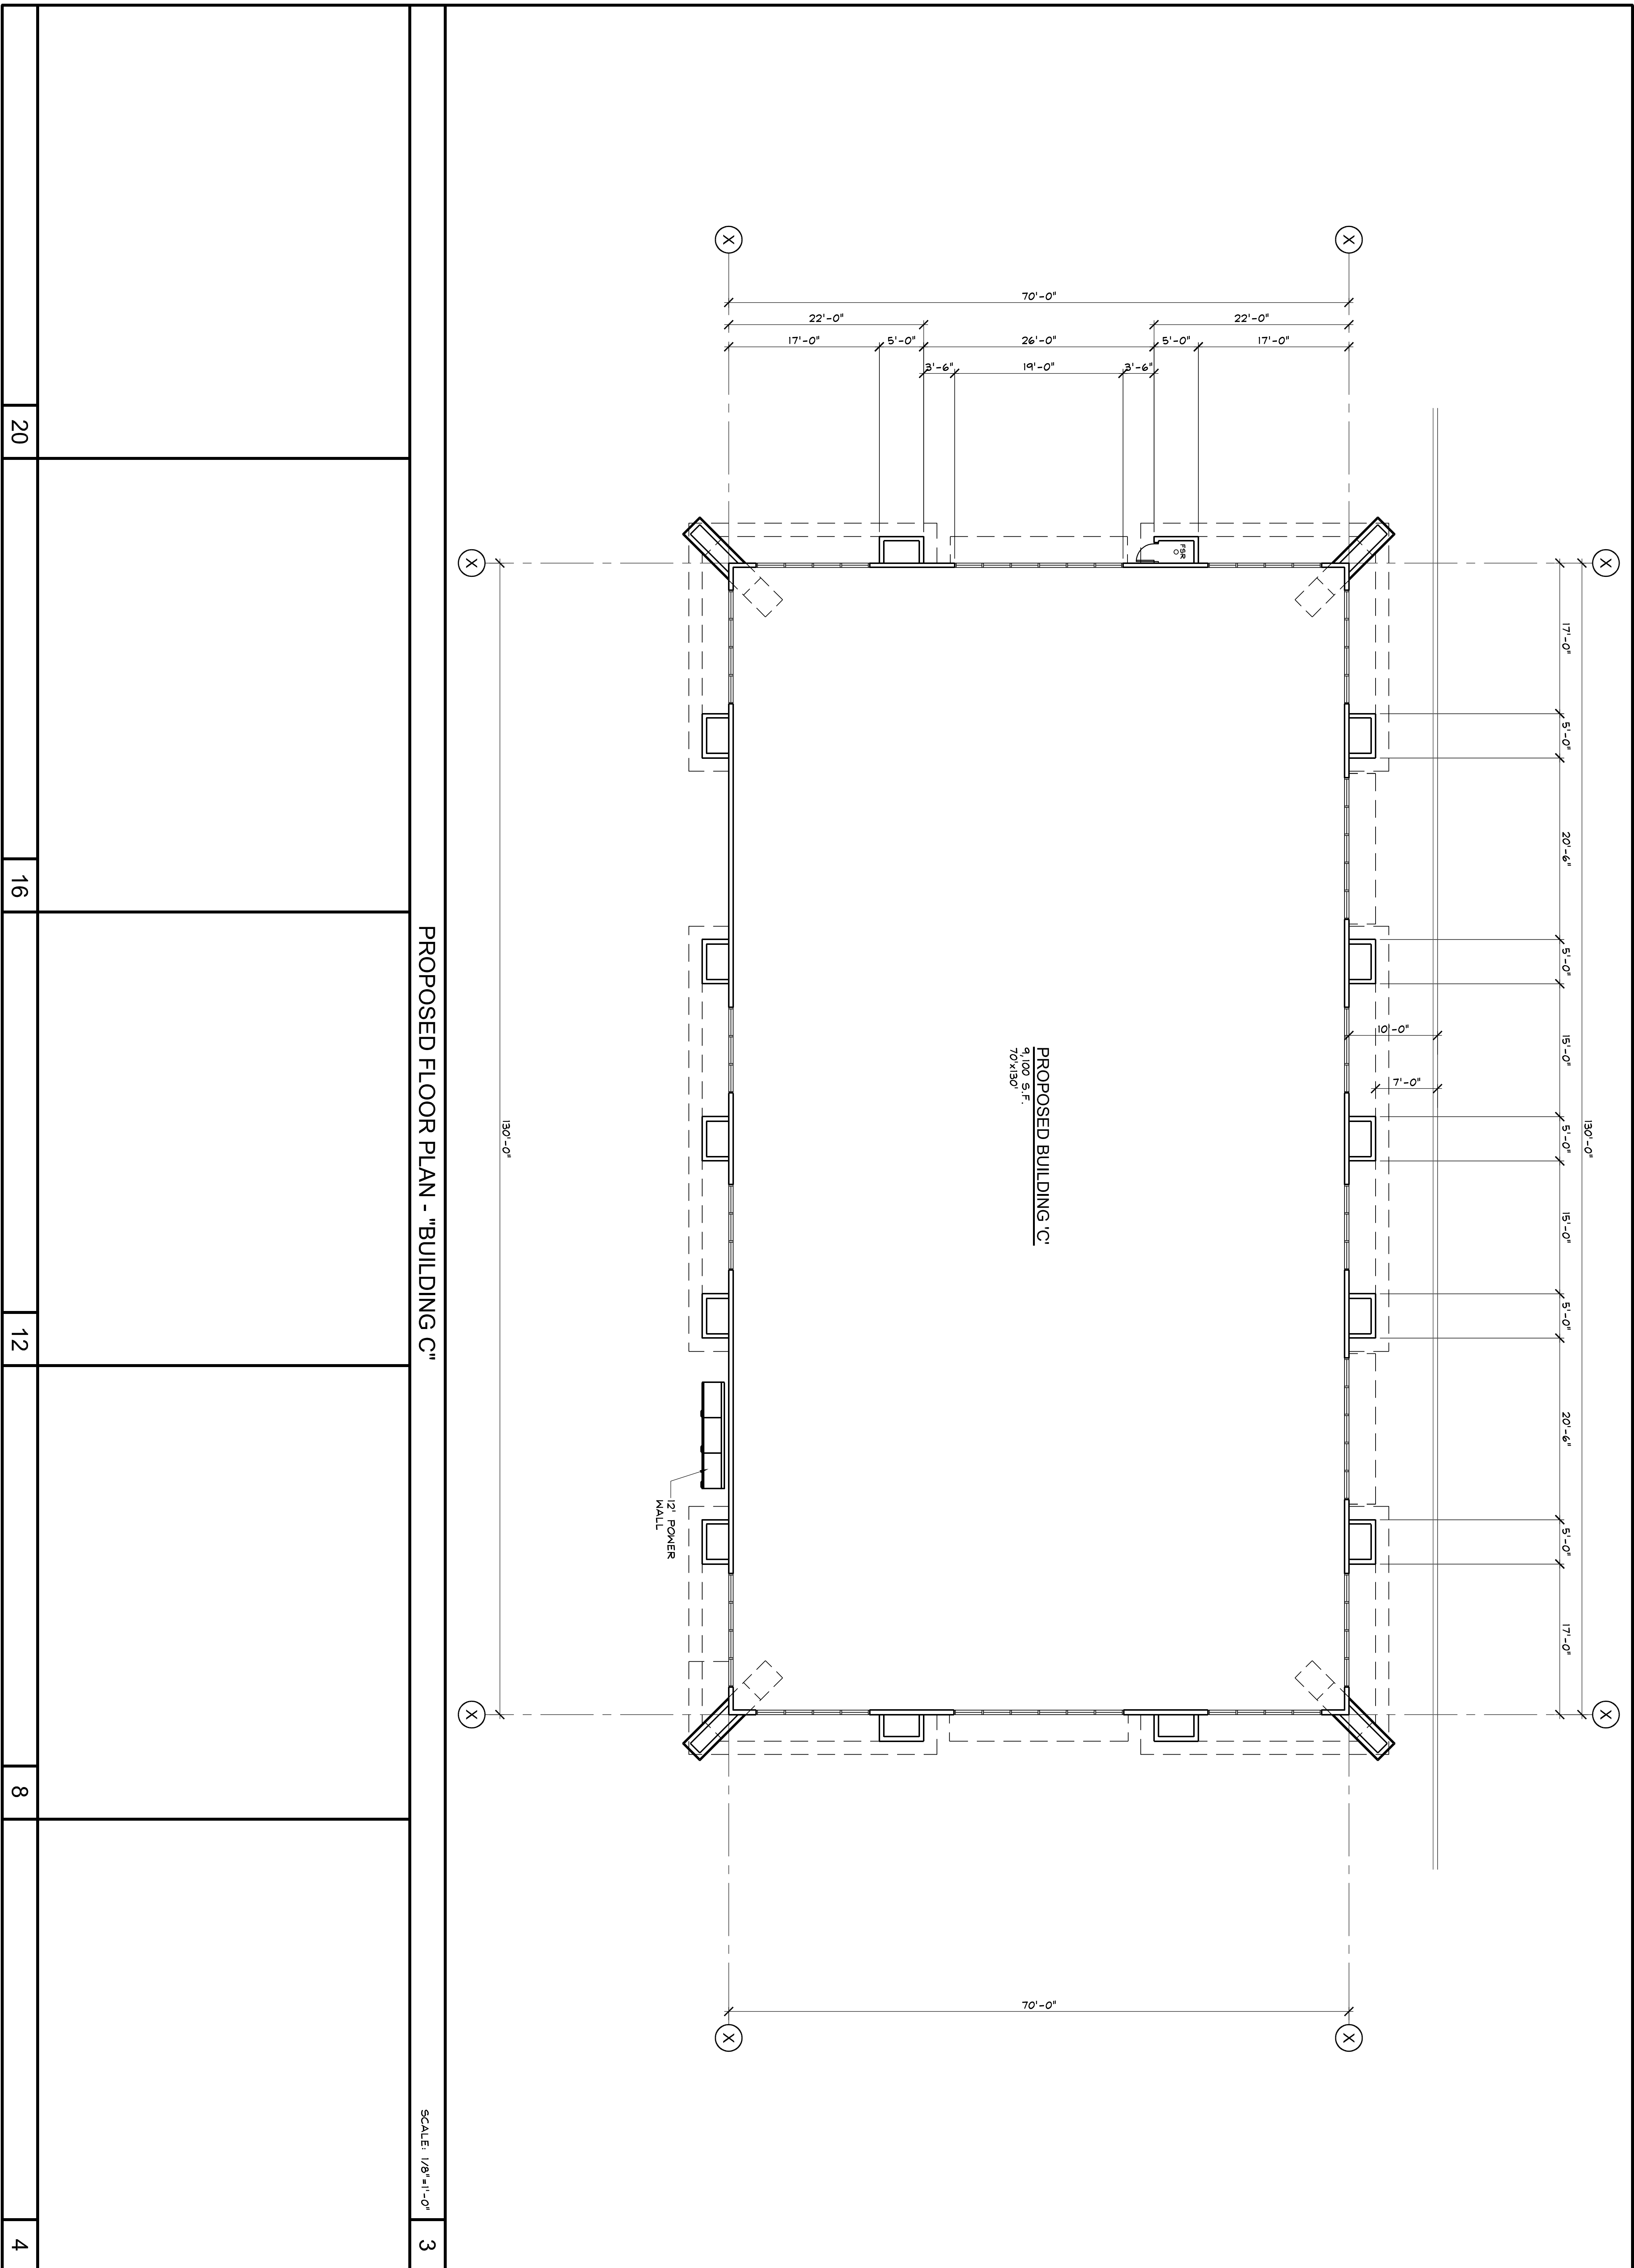 X
X
130'-0"
17'-0"
5'-0"
20'-6"
5'-0"
15'-0"
5'-0"
15'-0"
5'-0"
20'-6"
5'-0"
17'-0"
10'-0"
7'-0"
X
X
17'-0"
22'-0"
5'-0"
FSR
3'-6"
70'-0"
26'-0"
19'-0"
70'-0"
PROPOSED BUILDING 'C'
9,100 S.F.
70'x130'
3'-6"
5'-0"
22'-0"
17'-0"
X
X
12' POWER
WALL
130'-0"
X
X
PROPOSED FLOOR PLAN - "BUILDING C"
SCALE: 1/8"=1'-0"
3
20
16
12
8
4